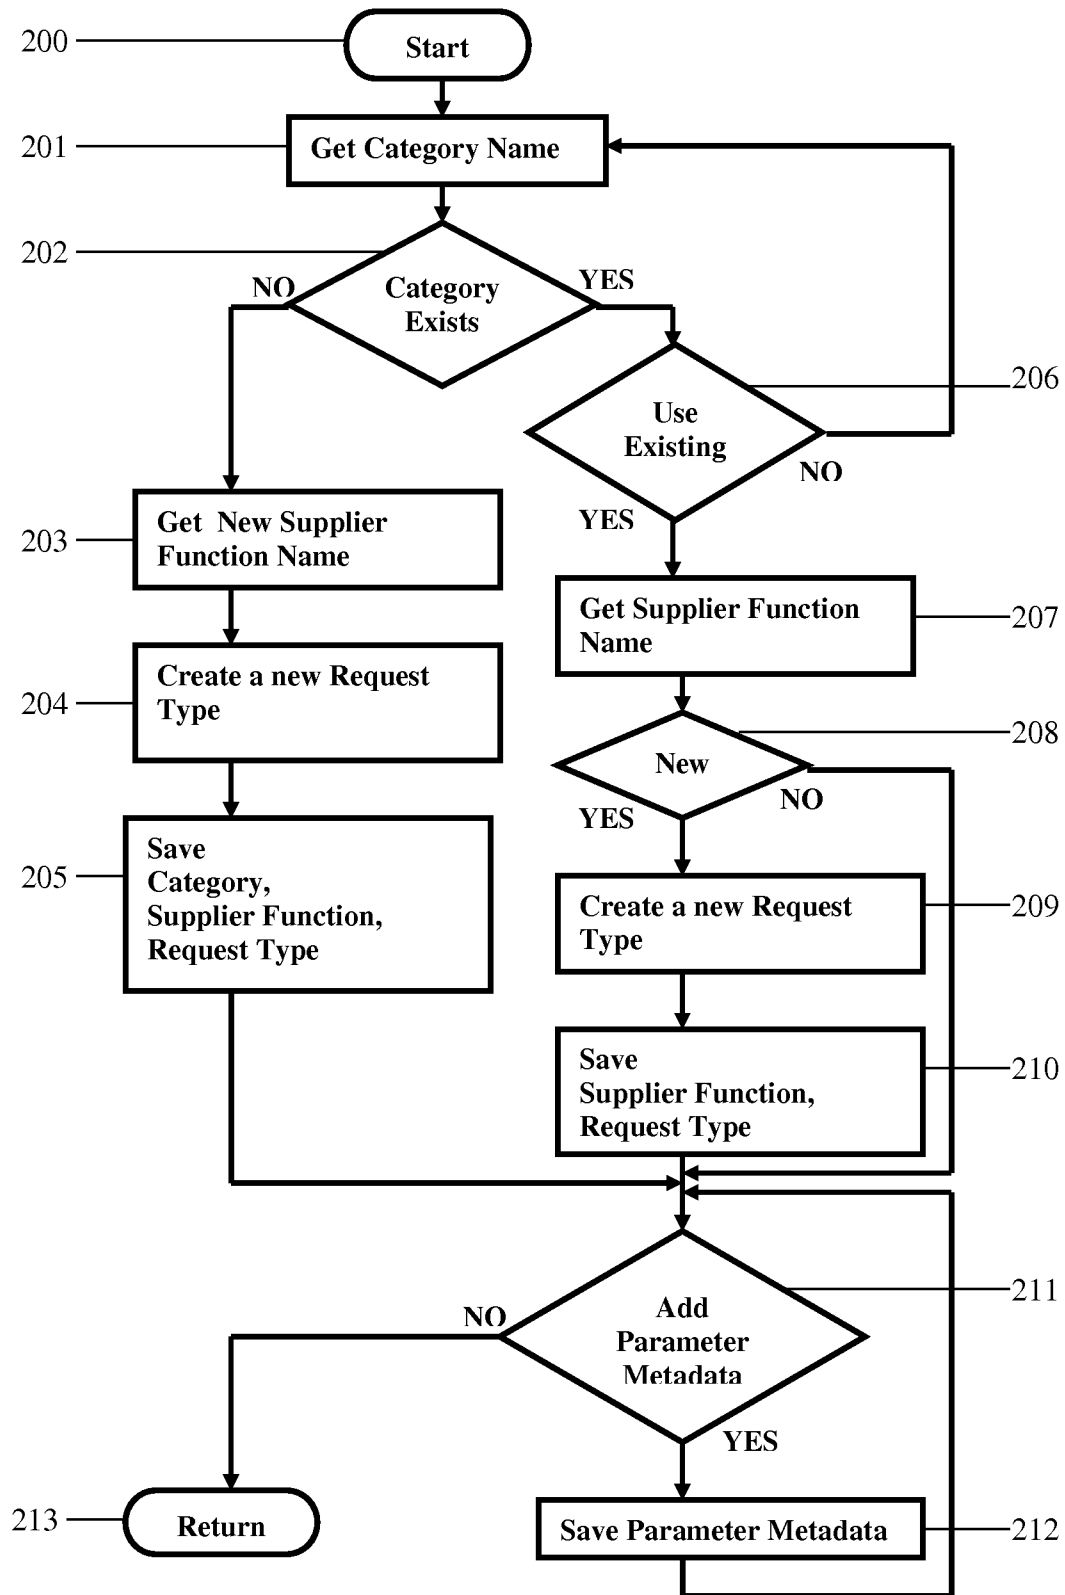 200
Start
201
Get Category Name
202
NO
YES
Category
Exists
206
Use
Existing
NO
YES
203
Get New Supplier
Function Name
207
Get Supplier Function
Name
204
Create a new Request
Type
208
New
NO
YES
205
Save
Category,
Supplier Function,
Request Type
209
Create a new Request
Type
210
Save
Supplier Function,
Request Type
211
NO
Add
Parameter
Metadata
YES
213
Return
Save Parameter Metadata
212